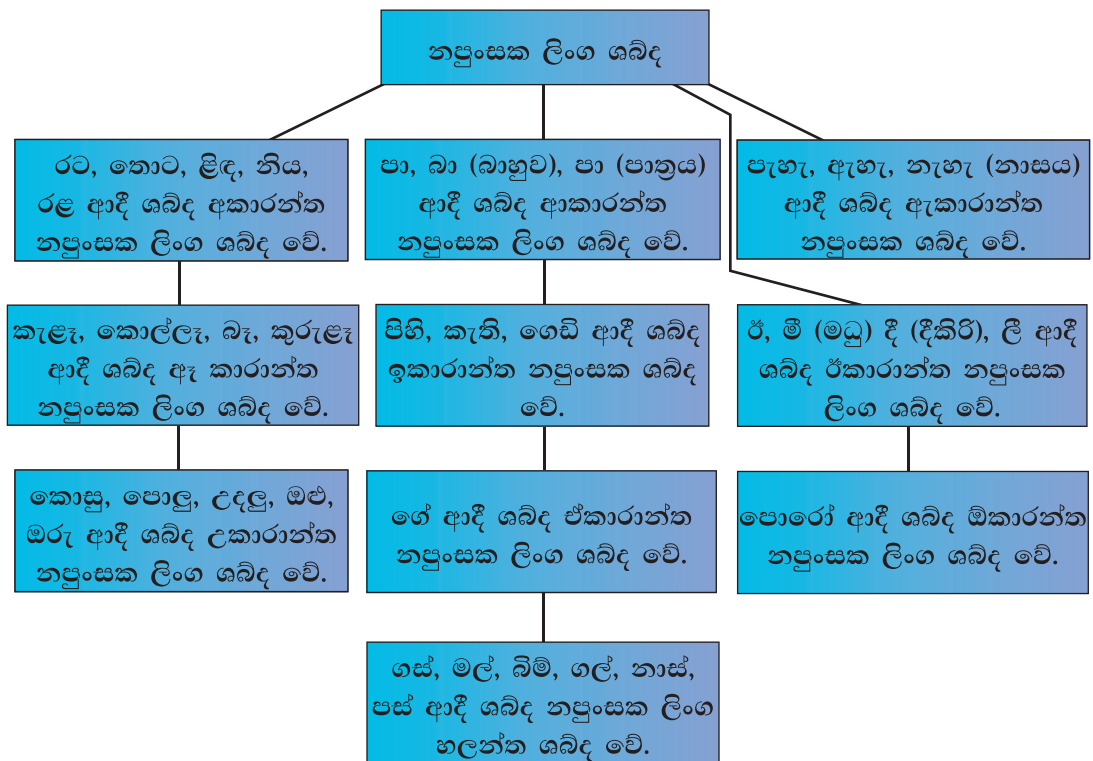 නපුංසක ලිංග ශබ්ද
රට, තොට, ළිඳ, නිය,
රළ ආදී ශබ්ද අකාරන්ත
නපුංසක ලිංග ශබ්ද වේ.
පා, බා (බාහුව), පා (පාත්‍රය)
ආදී ශබ්ද ආකාරන්ත
නපුංසක ලිංග ශබ්ද වේ.
පැහැ, ඇහැ, නැහැ (නාසය)
ආදී ශබ්ද ඇකාරාන්ත
නපුංසක ශබ්ද වේ.
කැළෑ, කොල්ලෑ, බෑ, කුරුළෑ
ආදී ශබ්ද ඈ කාරාන්ත
නපුංසක ලිංග ශබ්ද වේ.
පිහි, කැති, ගෙඩි ආදී ශබ්ද
ඉකාරාන්ත නපුංසක ශබ්ද
වේ.
ඊ, මී (මධු) දී (දීකිරි), ලී ආදී
ශබ්ද ඊකාරාන්ත නපුංසක
ලිංග ශබ්ද වේ.
කොසු, පොලු, උදලු, ඔළු,
ඔරු ආදී ශබ්ද උකාරාන්ත
නපුංසක ලිංග ශබ්ද වේ.
ගේ ආදී ශබ්ද ඒකාරාන්ත
නපුංසක ලිංග ශබ්ද වේ.
පොරෝ ආදී ශබ්ද ඕකාරන්ත
නපුංසක ලිංග ශබ්ද වේ.
ගස්, මල්, බිම්, ගල්, නාස්,
පස් ආදී ශබ්ද නපුංසක ලිංග
හලන්ත ශබ්ද වේ.